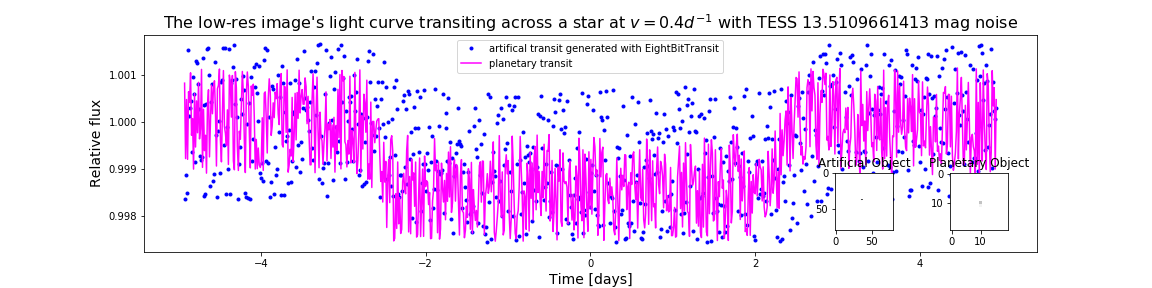 The low-res image's light curve transiting across a star at v = 0.4d⁻¹ with TESS 13.5109661413 mag noise
artifical transit generated with EightBitTransit
planetary transit
Relative flux
1.001
1.000
0.999
0.998
Artificial Object
0
50
0
50
Planetary Object
0
10
0
10
−4
−2
0
2
4
Time [days]